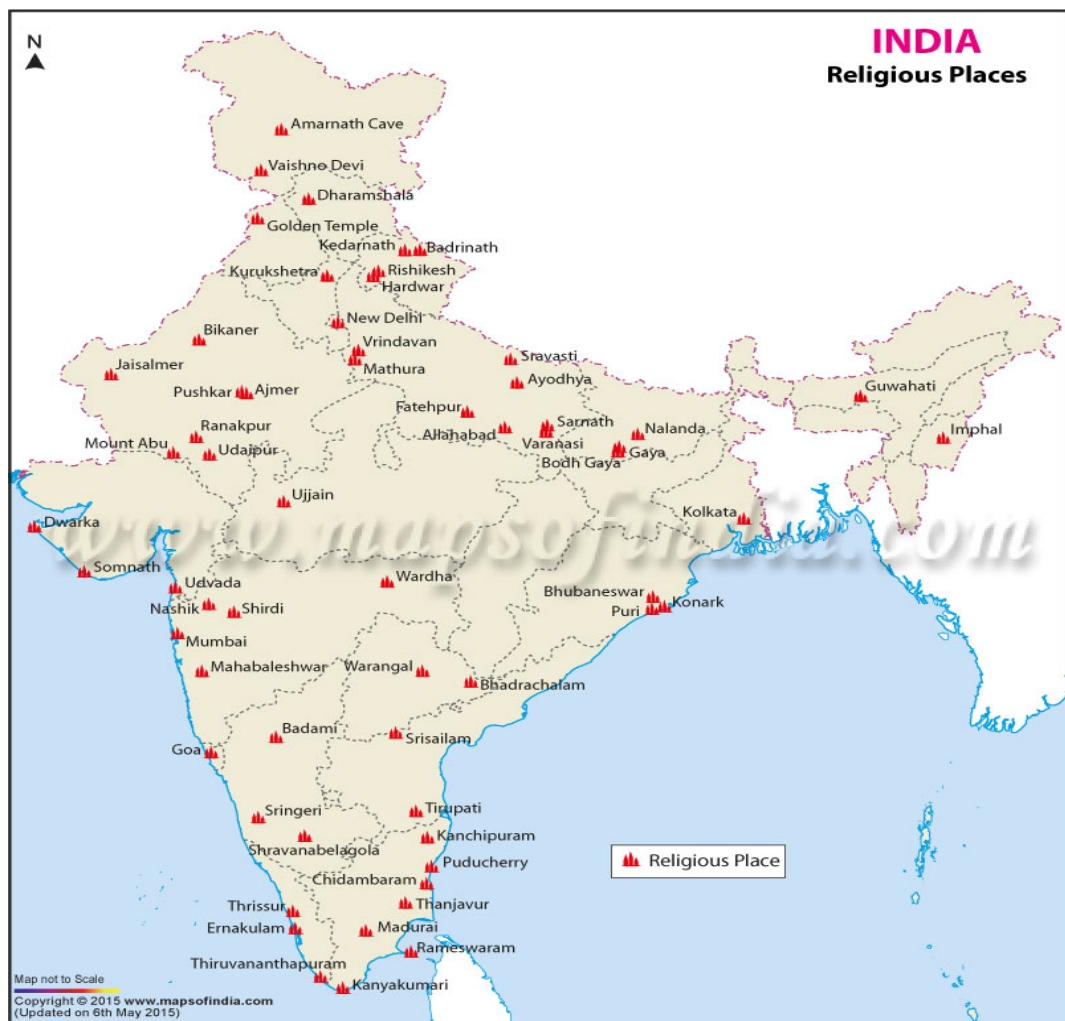 N
INDIA
Religious Places
Amarnath Cave
Vaishno Devi
Dharamshala
Golden Temple
Kedarnath
Badrinath
Kurukshetra
Rishikesh
Hardwar
New Delhi
Bikaner
Vrindavan
Mathura
Sravasti
Jaisalmer
Ayodhya
Pushkar
Ajmer
Guwahati
Fatehpur
Ranakpur
Allahabad
Sarnath
Varanasi
Nalanda
Imphal
Mount Abu
Udaipur
Bodh Gaya
Gaya
Ujjain
Kolkata
Dwarka
www.mapsofindia.com
Somnath
Udvada
Wardha
Bhubaneswar
Konark
Puri
Nashik
Shirdi
Mumbai
Mahabaleshwar
Warangal
Bhadrachalam
Badami
Srisailam
Goa
Sringeri
Tirupati
Shravanabelagola
Kanchipuram
Puducherry
Religious Place
Chidambaram
Thanjavur
Thrissur
Ernakulam
Madurai
Rameswaram
Thiruvananthapuram
Kanyakumari
Map not to Scale
Copyright © 2015 www.mapsofindia.com
(Updated on 6th May 2015)